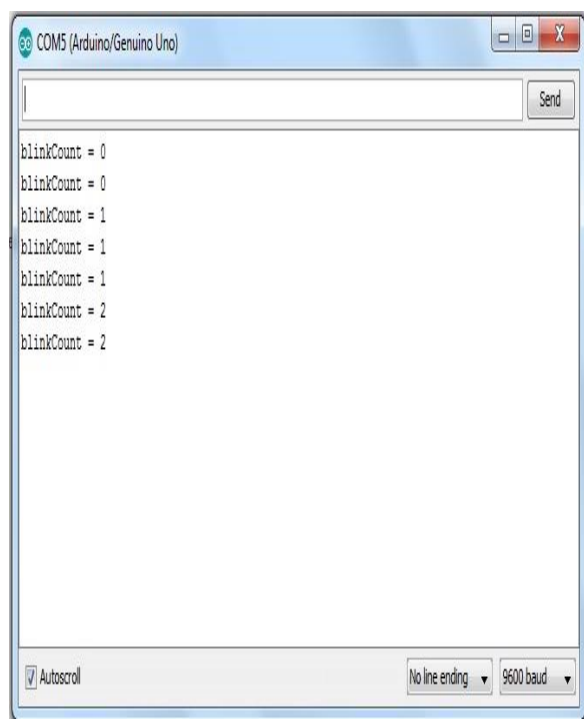 COM5 (Arduino/Genuino Uno)
Send
blinkCount = 0
blinkCount = 0
blinkCount = 1
blinkCount = 1
blinkCount = 1
blinkCount = 2
blinkCount = 2
Autoscroll
No line ending
9600 baud